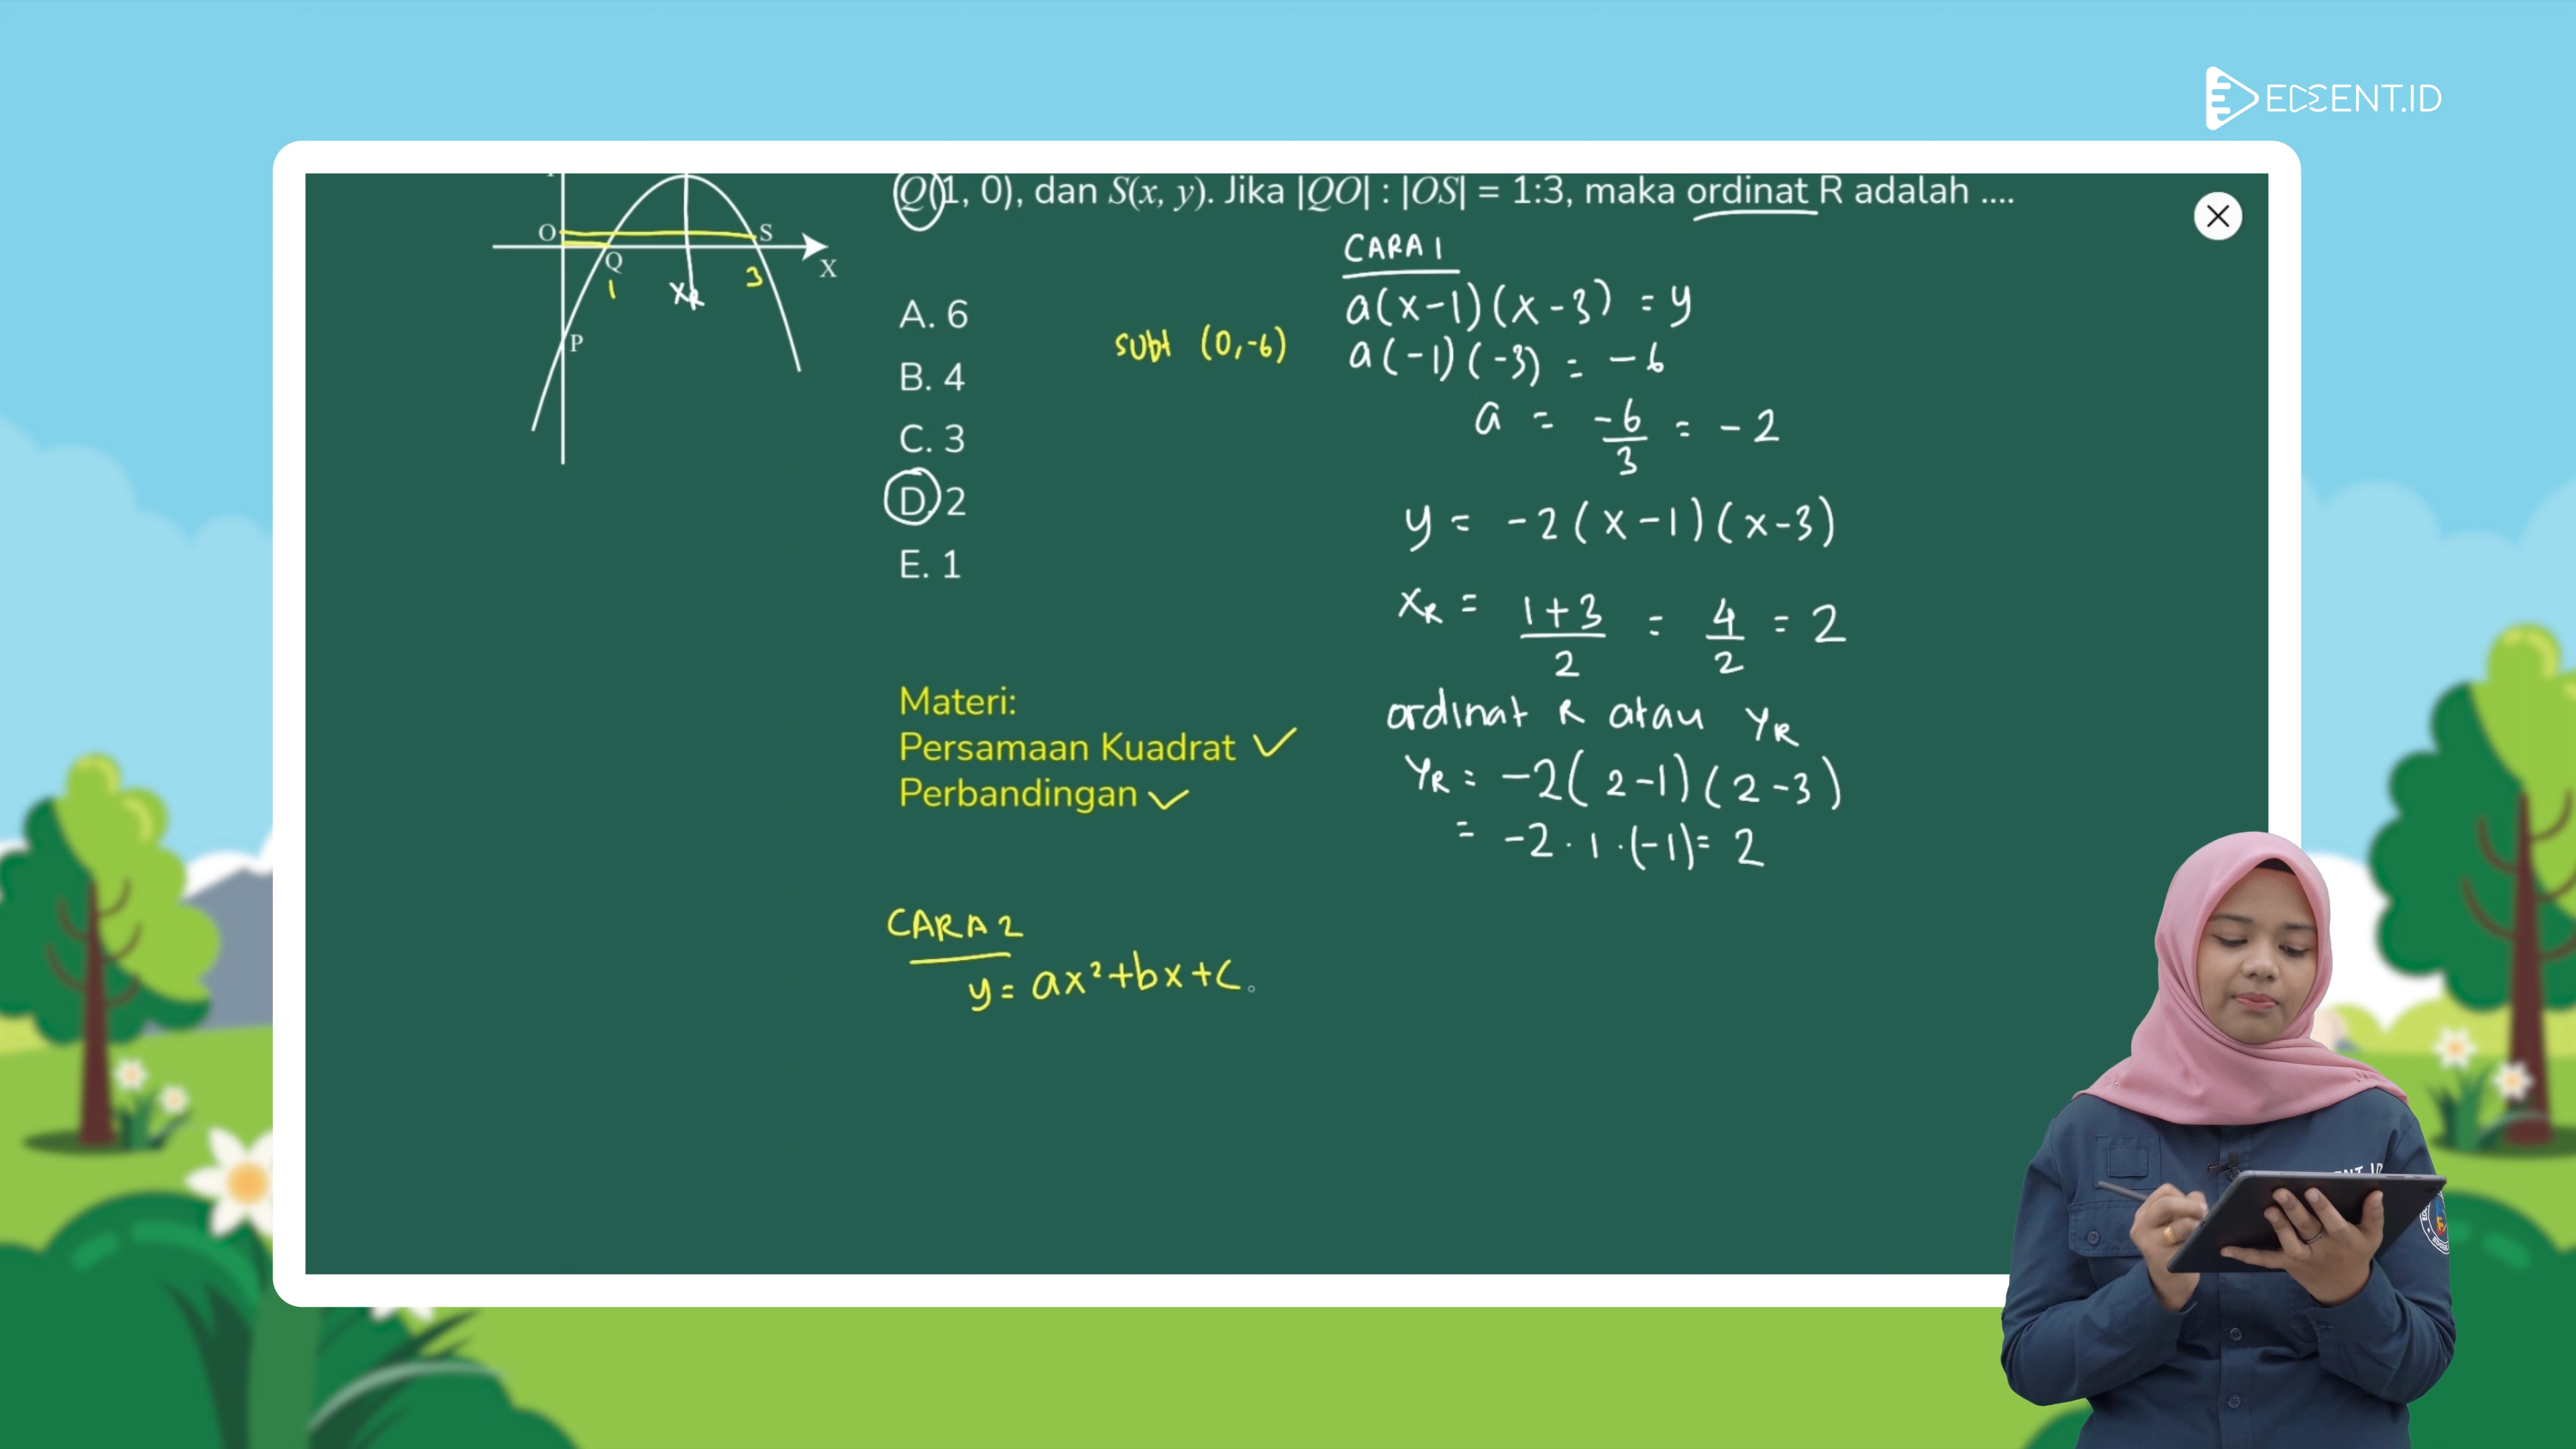 EDCENT.ID
Q(1, 0), dan S(x, y). Jika |QO| : |OS| = 1:3, maka ordinat R adalah ....
O
S
Q
X
1
XR
3
P
A. 6
B. 4
C. 3
D. 2
E. 1
subt (0,-6)
CARA 1
a(x-1)(x-3) = y
a(-1)(-3) = -6
a = -6/3 = -2
y = -2(x-1)(x-3)
xR = 1+3/2 = 4/2 = 2
ordinat R atau YR
YR = -2(2-1)(2-3)
= -2 · 1 · (-1) = 2
Materi:
Persamaan Kuadrat ✓
Perbandingan ✓
CARA 2
y = ax²+bx+c